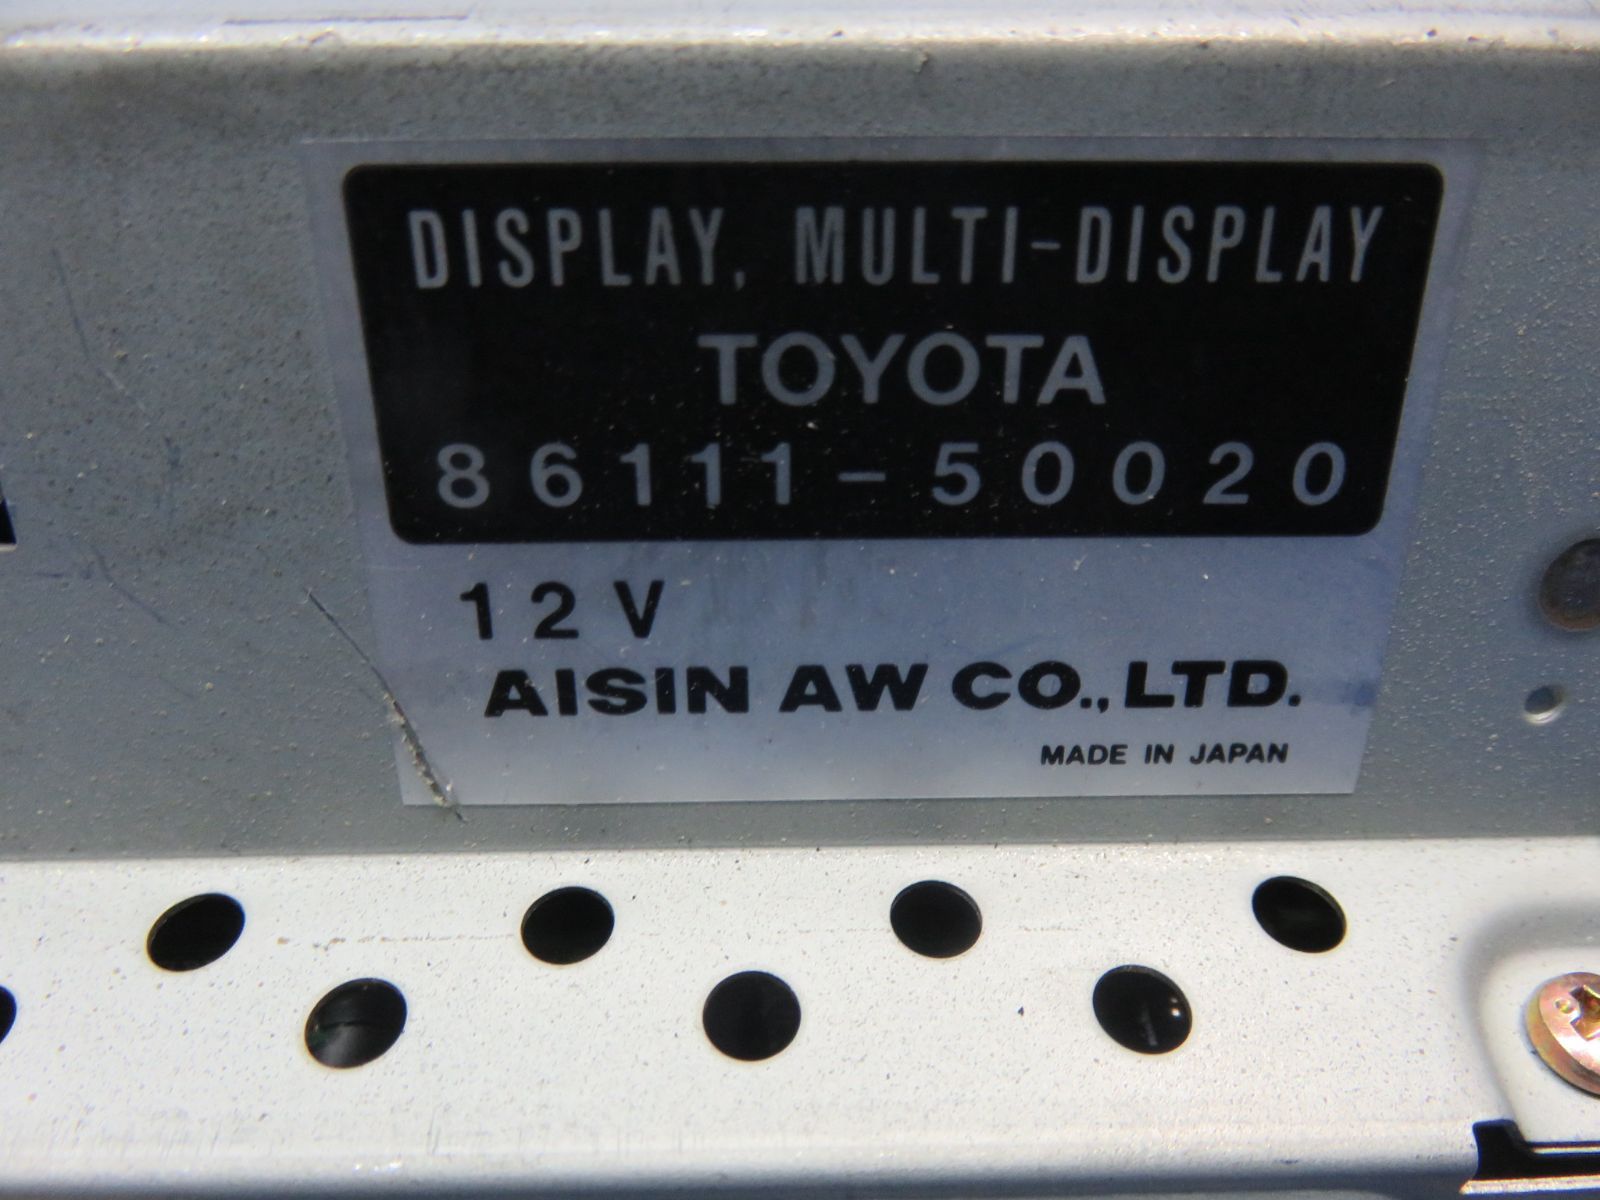 DISPLAY, MULTI-DISPLAY
TOYOTA
86111-50020
12V
AISIN AW CO., LTD.
MADE IN JAPAN